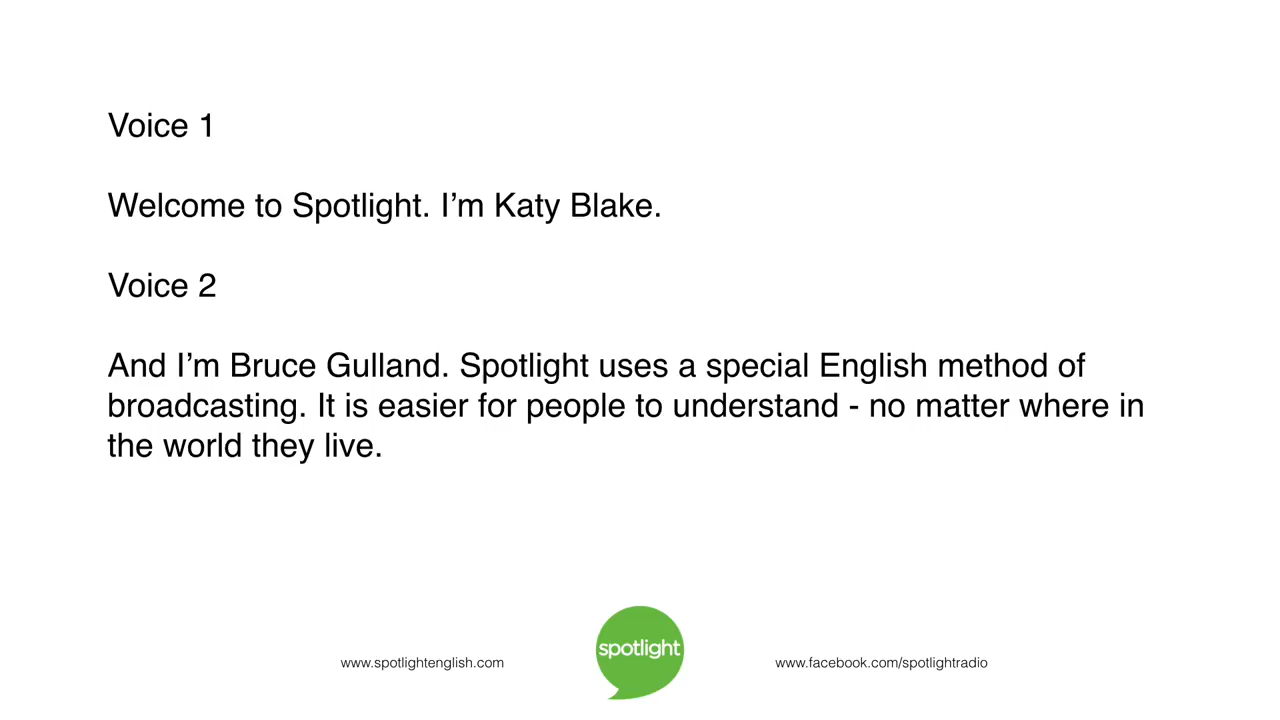 Voice 1
Welcome to Spotlight. I’m Katy Blake.
Voice 2
And I’m Bruce Gulland. Spotlight uses a special English method of
broadcasting. It is easier for people to understand - no matter where in
the world they live.
www.spotlightenglish.com
spotlight
www.facebook.com/spotlightradio